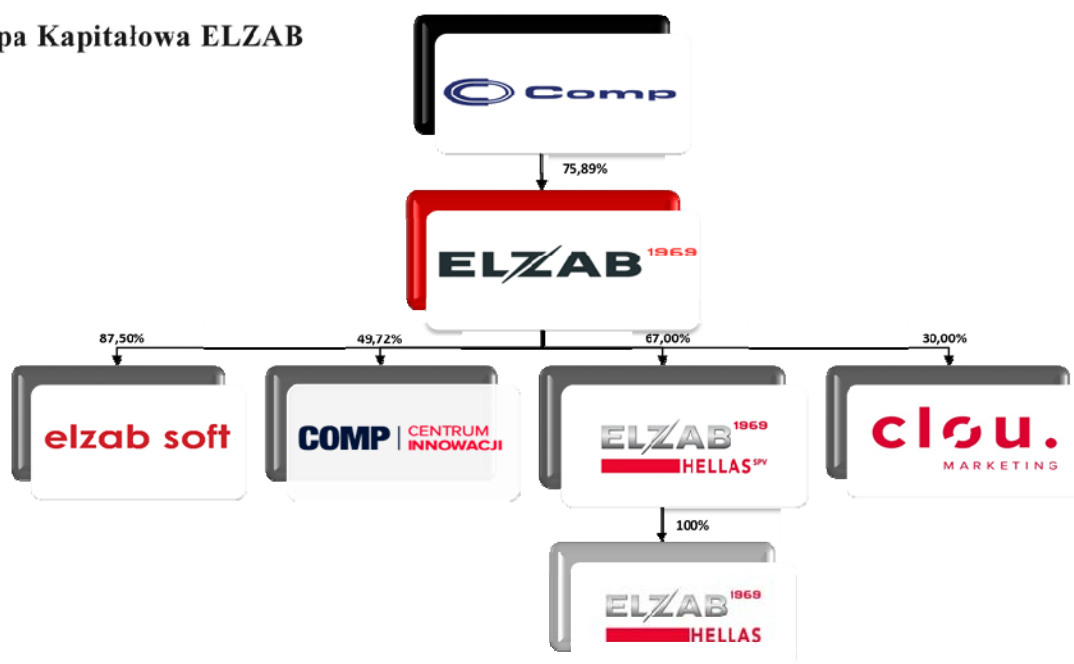 pa Kapitałowa ELZAB
Comp
75,89%
ELZAB 1969
87,50% 49,72% 67,00% 30,00%
elzab soft
COMP | CENTRUM
INNOWACJI
ELZAB 1969
HELLAS SPV
clou.
MARKETING
100%
ELZAB 1969
HELLAS